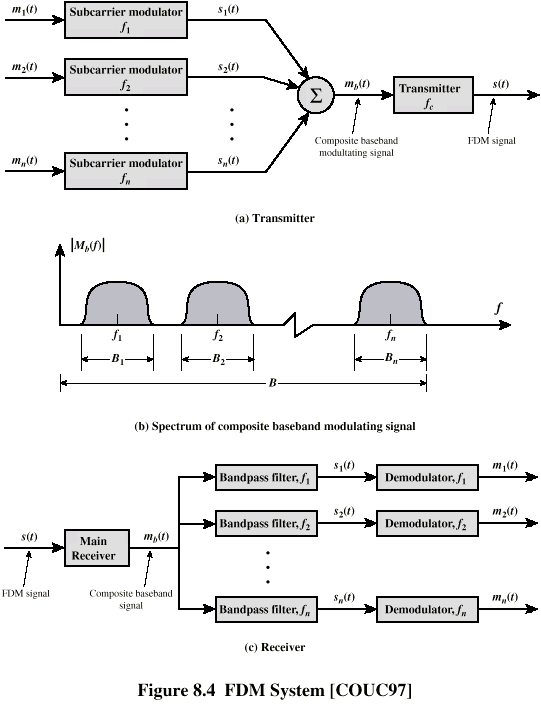 m1(t)
Subcarrier modulator
f1
s1(t)
m2(t)
Subcarrier modulator
f2
s2(t)
Σ
mb(t)
Transmitter
fc
s(t)
Composite baseband
modultating signal
FDM signal
mn(t)
Subcarrier modulator
fn
sn(t)
(a) Transmitter
|Mb(f)|
f
f1
f2
fn
B1
B2
Bn
B
(b) Spectrum of composite baseband modulating signal
s1(t)
m1(t)
Bandpass filter, f1
Demodulator, f1
s2(t)
m2(t)
Bandpass filter, f2
Demodulator, f2
s(t)
Main
Receiver
mb(t)
FDM signal
Composite baseband
signal
sn(t)
mn(t)
Bandpass filter, fn
Demodulator, fn
(c) Receiver
Figure 8.4 FDM System [COUC97]